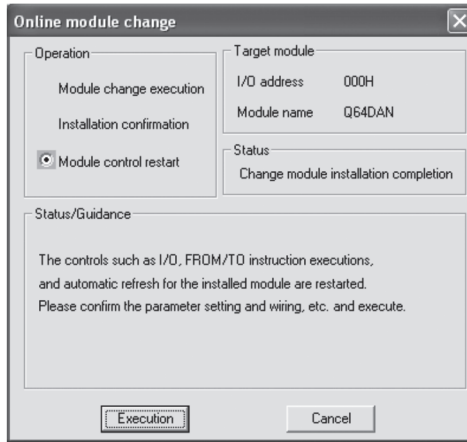 Online module change
Operation
Module change execution
Installation confirmation
Module control restart
Target module
I/O address 000H
Module name Q64DAN
Status
Change module installation completion
Status/Guidance
The controls such as I/O, FROM/TO instruction executions,
and automatic refresh for the installed module are restarted.
Please confirm the parameter setting and wiring, etc. and execute.
Execution Cancel